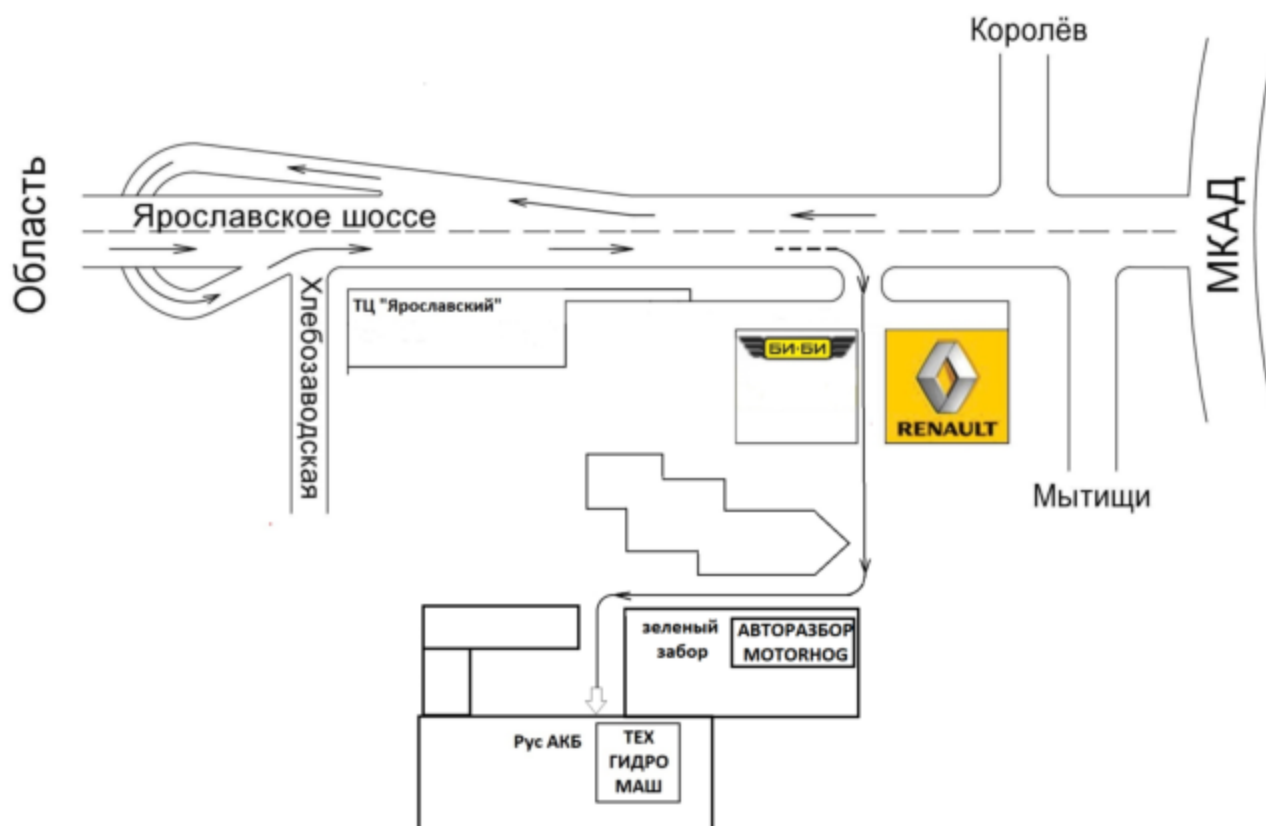 Королёв
Область
Ярославское шоссе
МКАД
Хлебозаводская
ТЦ "Ярославский"
БИ·БИ
RENAULT
Мытищи
зеленый
забор
АВТОРАЗБОР
MOTORHOG
Рус АКБ
ТЕХ
ГИДРО
МАШ